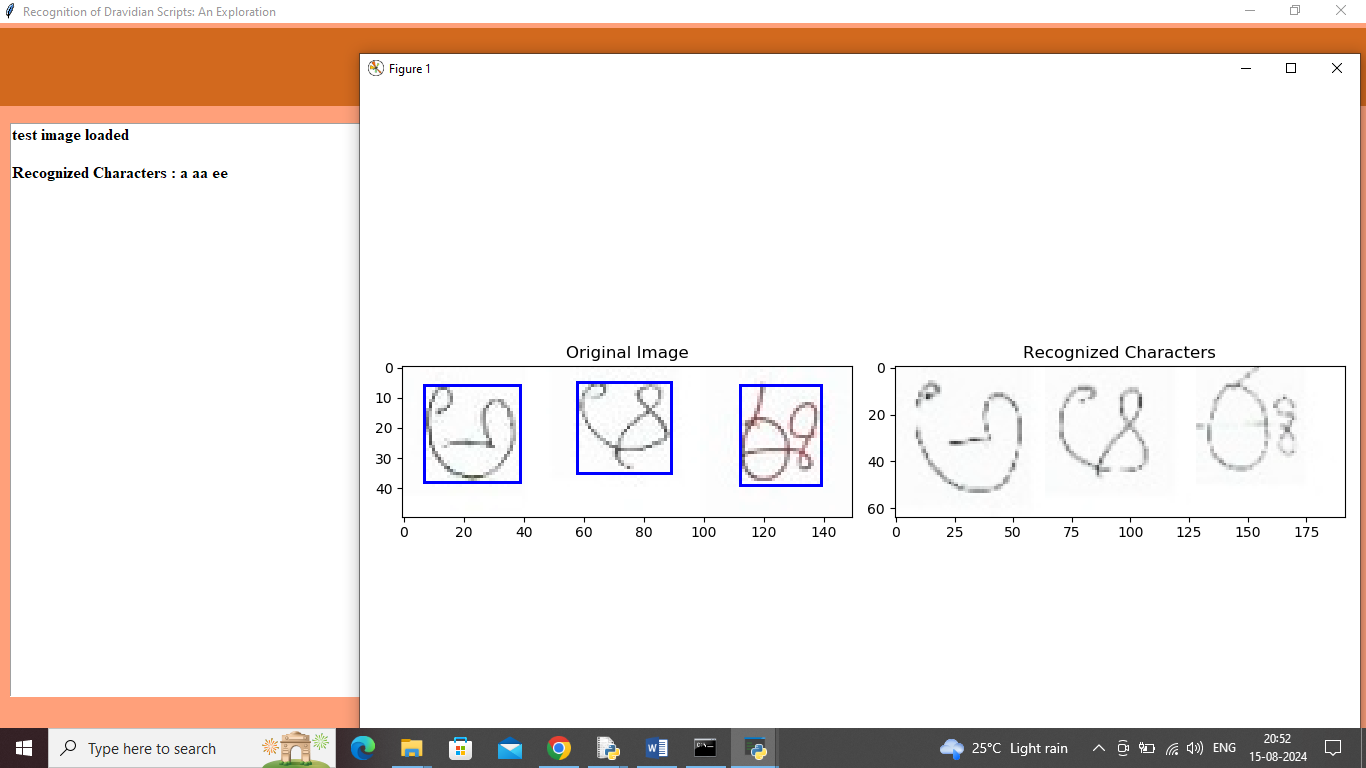 Recognition of Dravidian Scripts: An Exploration
Figure 1
test image loaded
Recognized Characters : a aa ee
Original Image
Recognized Characters
0
10
20
30
40
0 20 40 60 80 100 120 140
0
20
40
60
0 25 50 75 100 125 150 175
Type here to search
25°C Light rain
ENG
20:52
15-08-2024